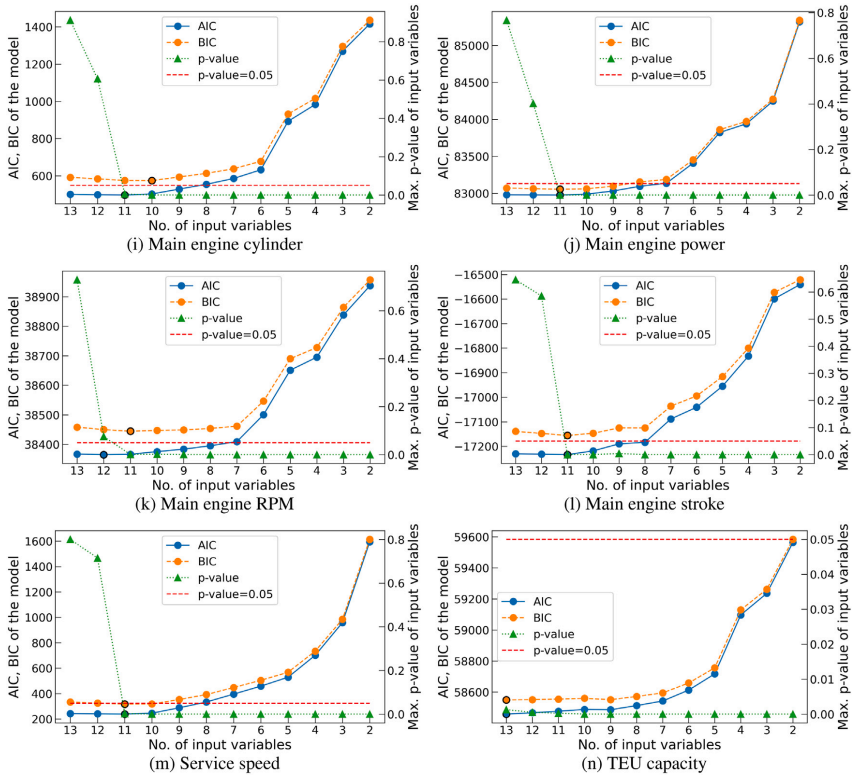 AIC, BIC of the model
1400
1200
1000
800
600
AIC
BIC
p-value
p-value=0.05
0.8
0.6
0.4
0.2
0.0
Max. p-value of input variables
13 12 11 10 9 8 7 6 5 4 3 2
No. of input variables
(i) Main engine cylinder
AIC, BIC of the model
85000
84500
84000
83500
83000
AIC
BIC
p-value
p-value=0.05
0.8
0.6
0.4
0.2
0.0
Max. p-value of input variables
13 12 11 10 9 8 7 6 5 4 3 2
No. of input variables
(j) Main engine power
AIC, BIC of the model
38900
38800
38700
38600
38500
38400
AIC
BIC
p-value
p-value=0.05
0.6
0.4
0.2
0.0
Max. p-value of input variables
13 12 11 10 9 8 7 6 5 4 3 2
No. of input variables
(k) Main engine RPM
AIC, BIC of the model
−16500
−16600
−16700
−16800
−16900
−17000
−17100
−17200
AIC
BIC
p-value
p-value=0.05
0.6
0.5
0.4
0.3
0.2
0.1
0.0
Max. p-value of input variables
13 12 11 10 9 8 7 6 5 4 3 2
No. of input variables
(l) Main engine stroke
AIC, BIC of the model
1600
1400
1200
1000
800
600
400
200
AIC
BIC
p-value
p-value=0.05
0.8
0.6
0.4
0.2
0.0
Max. p-value of input variables
13 12 11 10 9 8 7 6 5 4 3 2
No. of input variables
(m) Service speed
AIC, BIC of the model
59600
59400
59200
59000
58800
58600
AIC
BIC
p-value
p-value=0.05
0.05
0.04
0.03
0.02
0.01
0.00
Max. p-value of input variables
13 12 11 10 9 8 7 6 5 4 3 2
No. of input variables
(n) TEU capacity